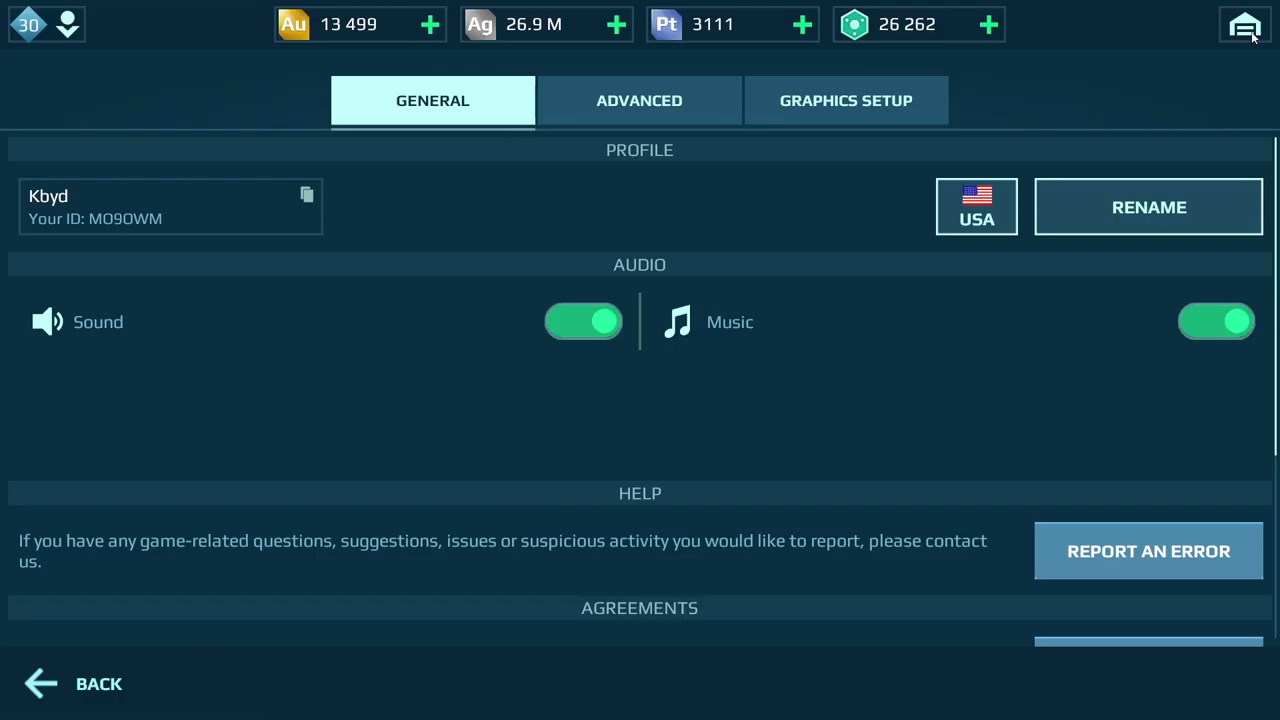 30
Au 13 499
Ag 26.9 M
Pt 3111
26 262
GENERAL
ADVANCED
GRAPHICS SETUP
PROFILE
Kbyd
Your ID: MO9OWM
USA
RENAME
AUDIO
Sound
Music
HELP
If you have any game-related questions, suggestions, issues or suspicious activity you would like to report, please contact
us.
REPORT AN ERROR
AGREEMENTS
BACK